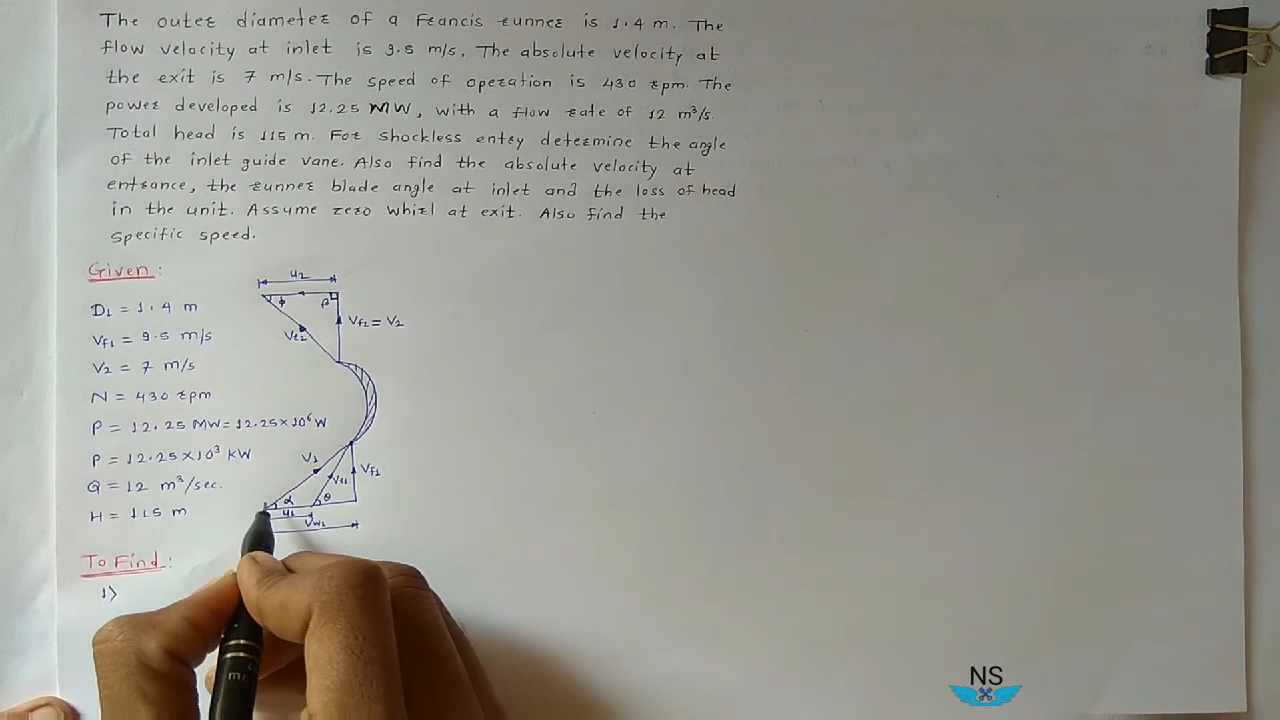 The outer diameter of a Francis runner is 1.4 m. The
flow velocity at inlet is 9.5 m/s, The absolute velocity at
the exit is 7 m/s. The speed of operation is 430 rpm. The
power developed is 12.25 MW, with a flow rate of 12 m³/s.
Total head is 115 m. For shockless entry determine the angle
of the inlet guide vane. Also find the absolute velocity at
entrance, the runner blade angle at inlet and the loss of head
in the unit. Assume zero whirl at exit. Also find the
specific speed.
Given:
D1 = 1.4 m
Vf1 = 9.5 m/s
V2 = 7 m/s
N = 430 rpm
P = 12.25 MW = 12.25 × 10⁶ W
P = 12.25 × 10³ KW
Q = 12 m³/sec.
H = 115 m
u2
ϕ β
Vf2 = V2
Vr2
V1
Vr1
Vf1
α θ
u1
Vw1
To Find:
1)
NS